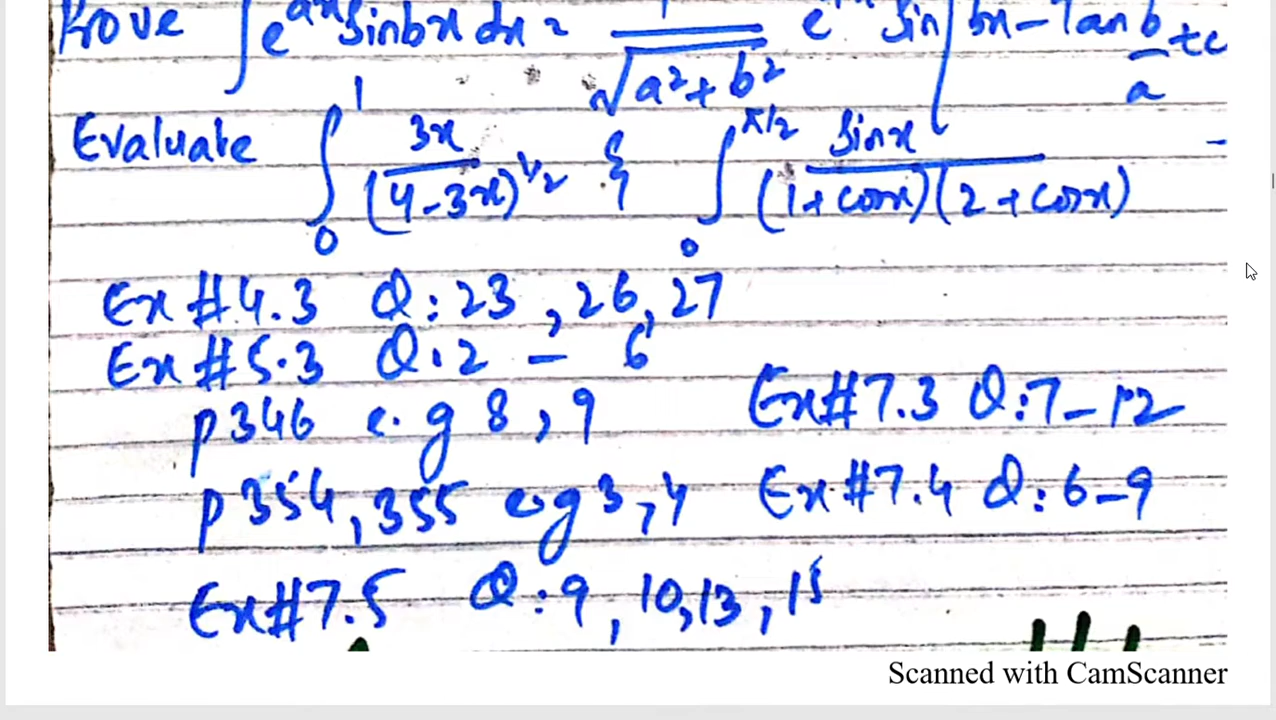 Prove ∫e^ax Sinbx dx = 1/√(a²+b²) e^ax Sin(bx - Tan b/a + c
Evaluate ∫₀¹ 3x/(4-3x)^1/2 & ∫₀^π/2 Sinx/(1+cosx)(2+cosx)
Ex #4.3 Q:23, 26, 27
Ex #5.3 Q.2 - 6
p346 e.g 8, 9 Ex#7.3 Q:7-12
p354, 355 eg 3, 4 Ex.#7.4 Q:6-9
Ex#7.5 Q:9, 10, 13, 15
Scanned with CamScanner